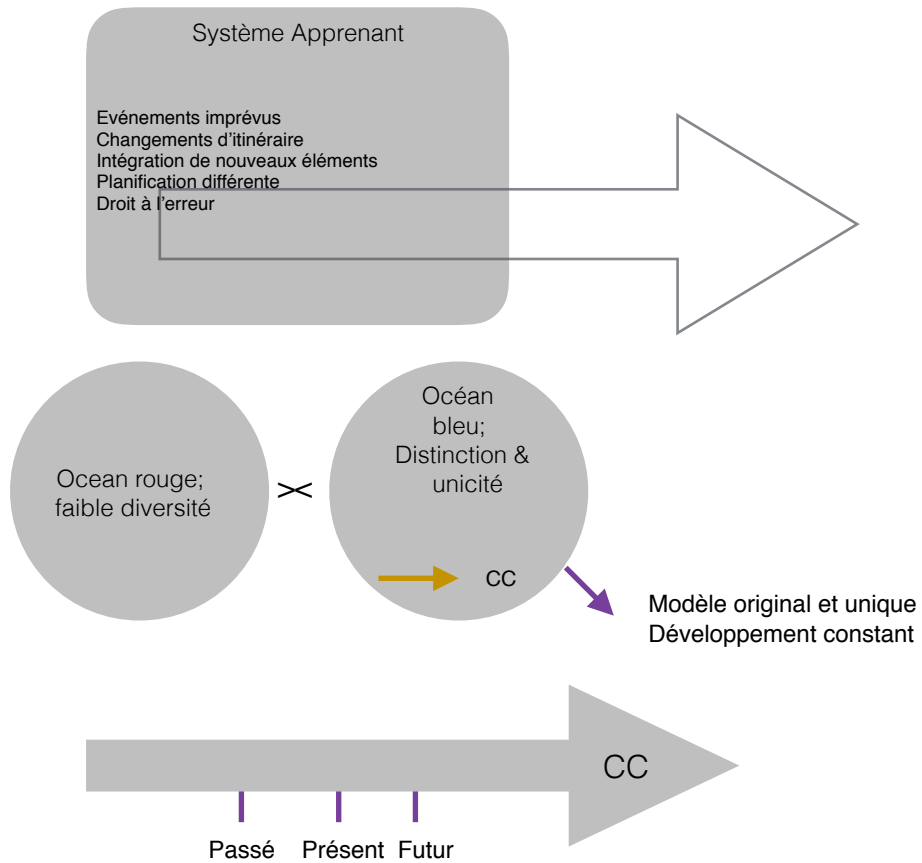 Système Apprenant
Evénements imprévus
Changements d'itinéraire
Intégration de nouveaux éléments
Planification différente
Droit à l'erreur
Ocean rouge;
faible diversité
><
Océan
bleu;
Distinction &
unicité
CC
Modèle original et unique
Développement constant
CC
Passé Présent Futur